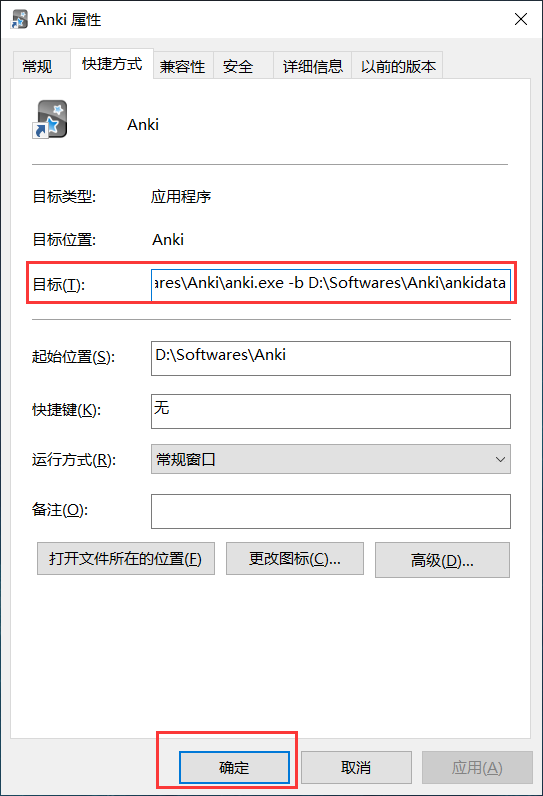 Anki 属性
常规 快捷方式 兼容性 安全 详细信息 以前的版本
Anki
目标类型: 应用程序
目标位置: Anki
目标(T): ares\Anki\anki.exe -b D:\Softwares\Anki\ankidata
起始位置(S): D:\Softwares\Anki
快捷键(K): 无
运行方式(R): 常规窗口
备注(O):
打开文件所在的位置(F) 更改图标(C)... 高级(D)...
确定 取消 应用(A)